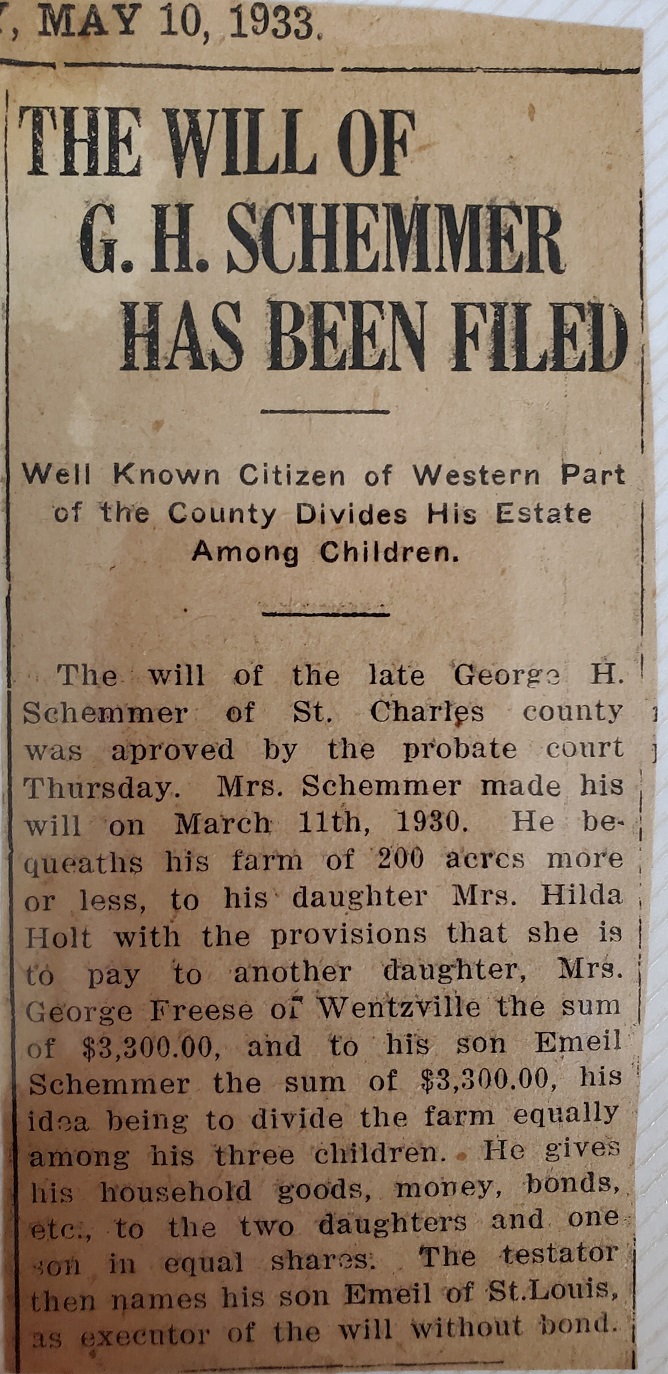 , MAY 10, 1933.
THE WILL OF
G. H. SCHEMMER
HAS BEEN FILED
Well Known Citizen of Western Part
of the County Divides His Estate
Among Children.
The will of the late George H.
Schemmer of St. Charles county
was aproved by the probate court
Thursday. Mrs. Schemmer made his
will on March 11th, 1930. He be-
queaths his farm of 200 acres more
or less, to his daughter Mrs. Hilda
Holt with the provisions that she is
to pay to another daughter, Mrs.
George Freese of Wentzville the sum
of $3,300.00, and to his son Emeil
Schemmer the sum of $3,300.00, his
idea being to divide the farm equally
among his three children. He gives
his household goods, money, bonds,
etc., to the two daughters and one
son in equal shares. The testator
then names his son Emeil of St.Louis,
as executor of the will without bond.